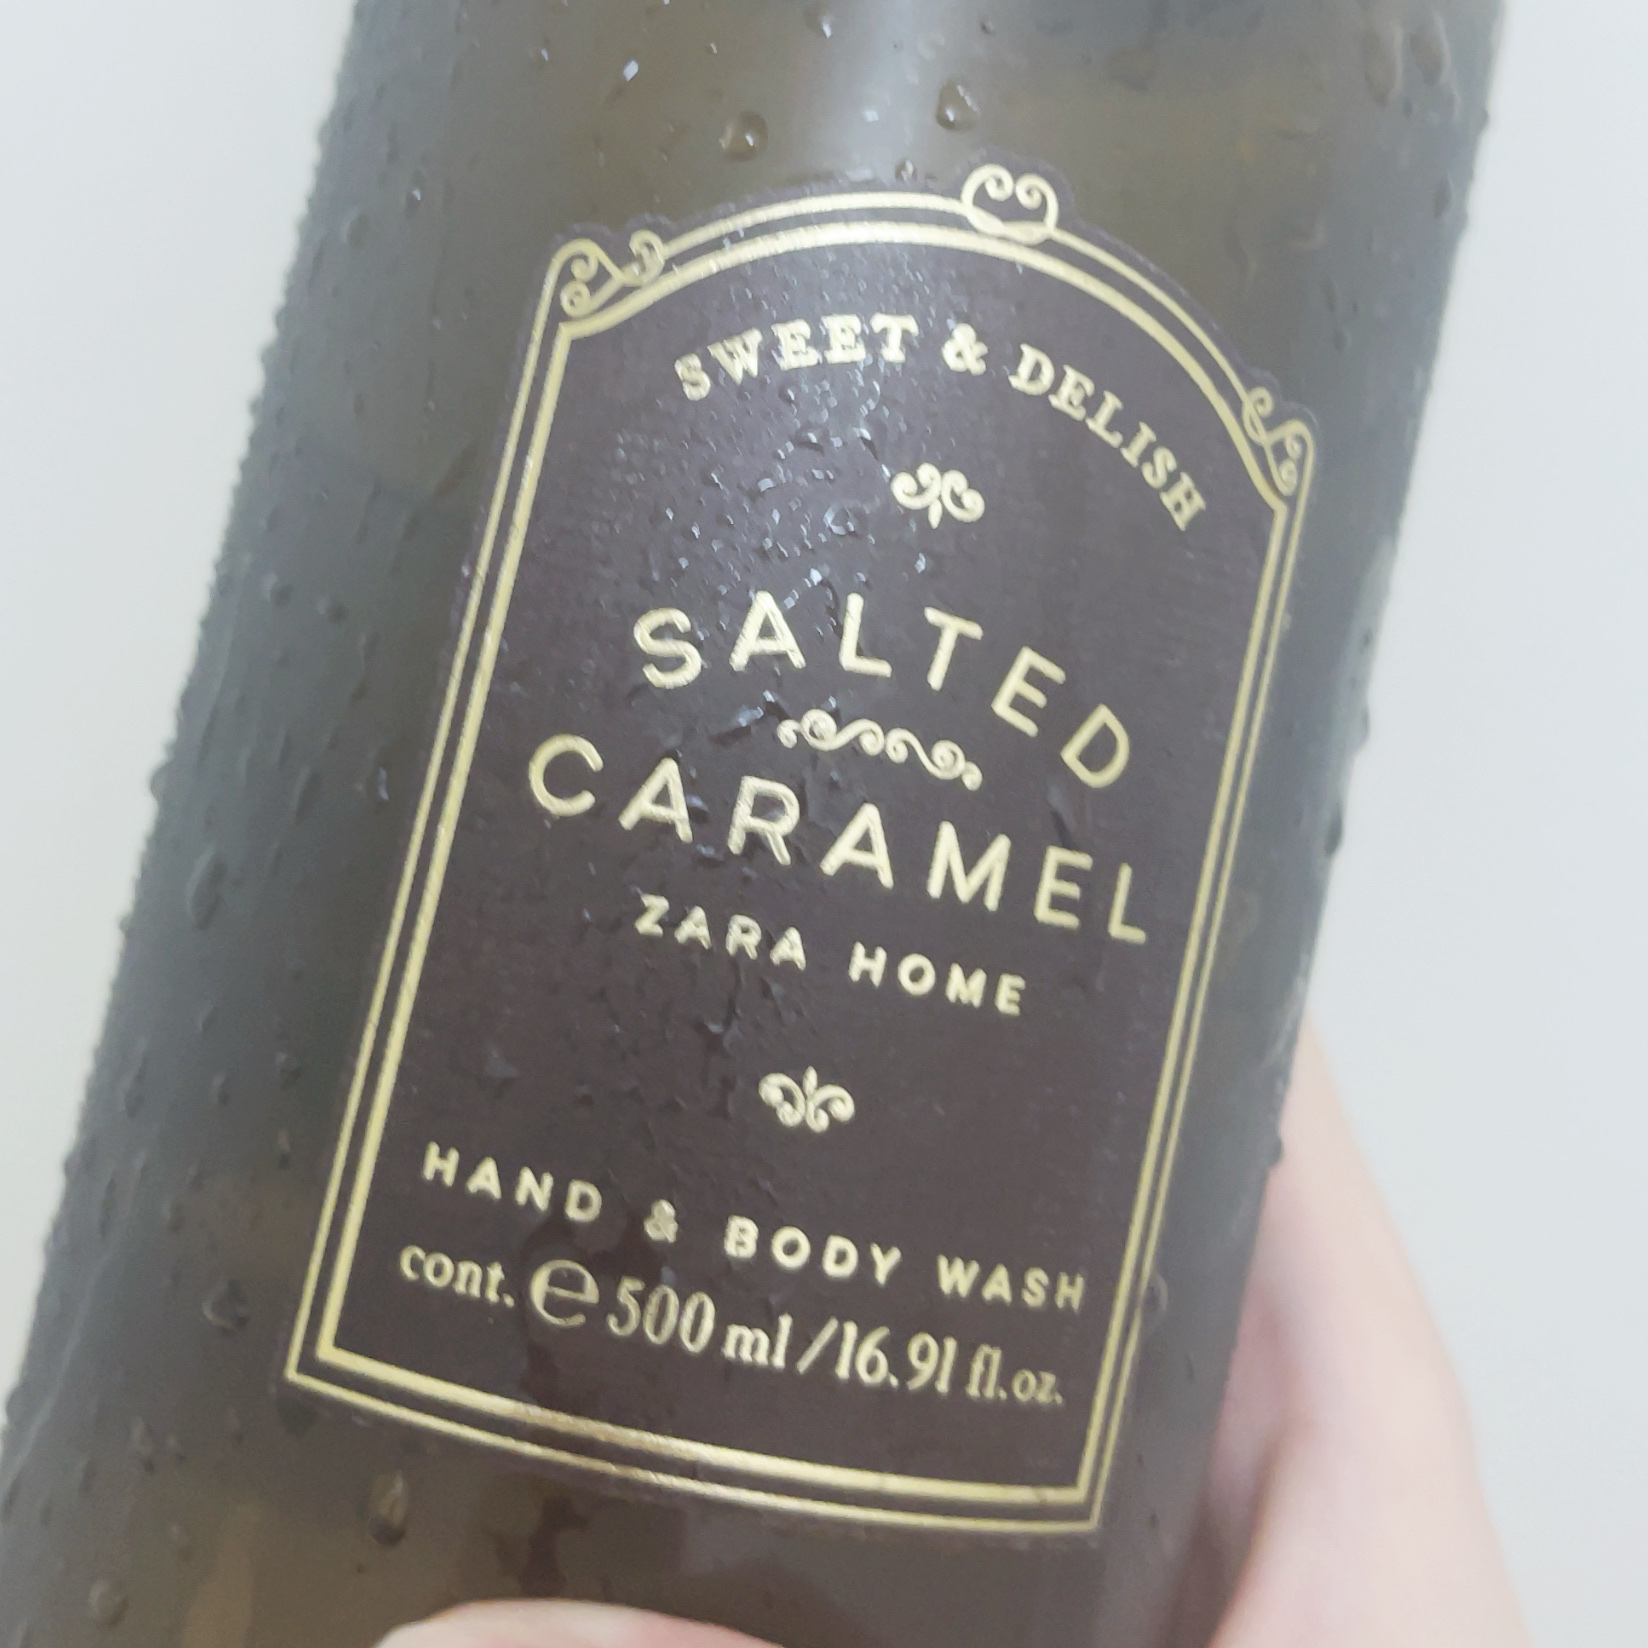 SWEET & DELISH
SALTED
CARAMEL
ZARA HOME
HAND & BODY WASH
cont. ℮ 500 ml / 16.91 fl.oz.